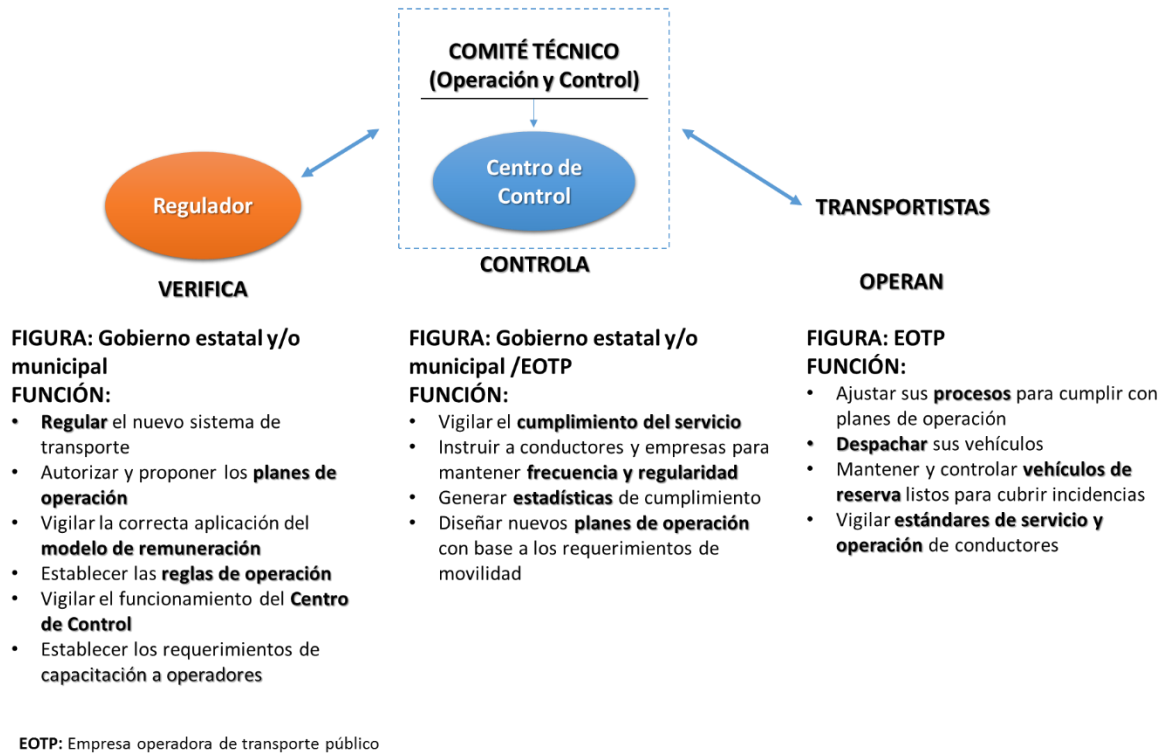 COMITÉ TÉCNICO
(Operación y Control)
Centro de
Control
Regulador
TRANSPORTISTAS
CONTROLA
VERIFICA
OPERAN
FIGURA: Gobierno estatal y/o
municipal
FUNCIÓN:
• Regular el nuevo sistema de
transporte
• Autorizar y proponer los planes de
operación
• Vigilar la correcta aplicación del
modelo de remuneración
• Establecer las reglas de operación
• Vigilar el funcionamiento del Centro
de Control
• Establecer los requerimientos de
capacitación a operadores
FIGURA: Gobierno estatal y/o
municipal /EOTP
FUNCIÓN:
• Vigilar el cumplimiento del servicio
• Instruir a conductores y empresas para
mantener frecuencia y regularidad
• Generar estadísticas de cumplimiento
• Diseñar nuevos planes de operación
con base a los requerimientos de
movilidad
FIGURA: EOTP
FUNCIÓN:
• Ajustar sus procesos para cumplir con
planes de operación
• Despachar sus vehículos
• Mantener y controlar vehículos de
reserva listos para cubrir incidencias
• Vigilar estándares de servicio y
operación de conductores
EOTP: Empresa operadora de transporte público